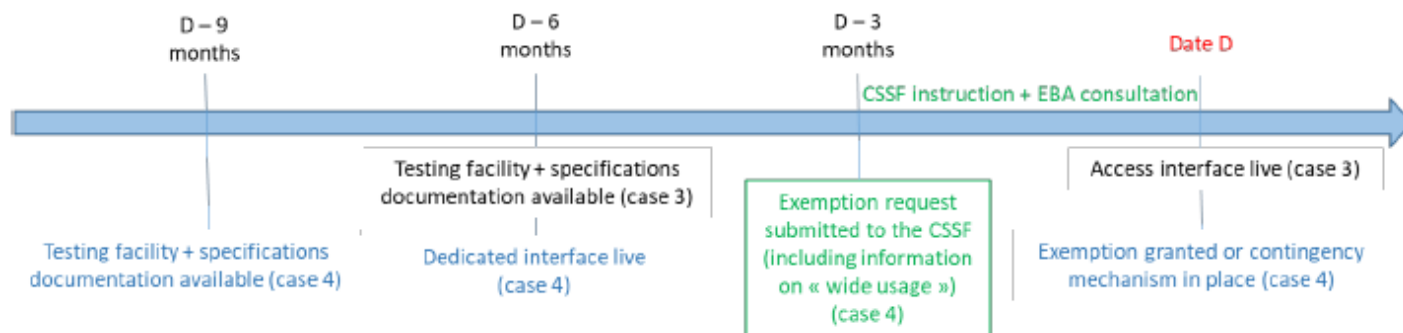 D – 9
months
D – 6
months
D – 3
months
Date D
CSSF instruction + EBA consultation
Testing facility + specifications
documentation available (case 4)
Testing facility + specifications
documentation available (case 3)
Dedicated interface live
(case 4)
Exemption request
submitted to the CSSF
(including information
on « wide usage »)
(case 4)
Access interface live (case 3)
Exemption granted or contingency
mechanism in place (case 4)